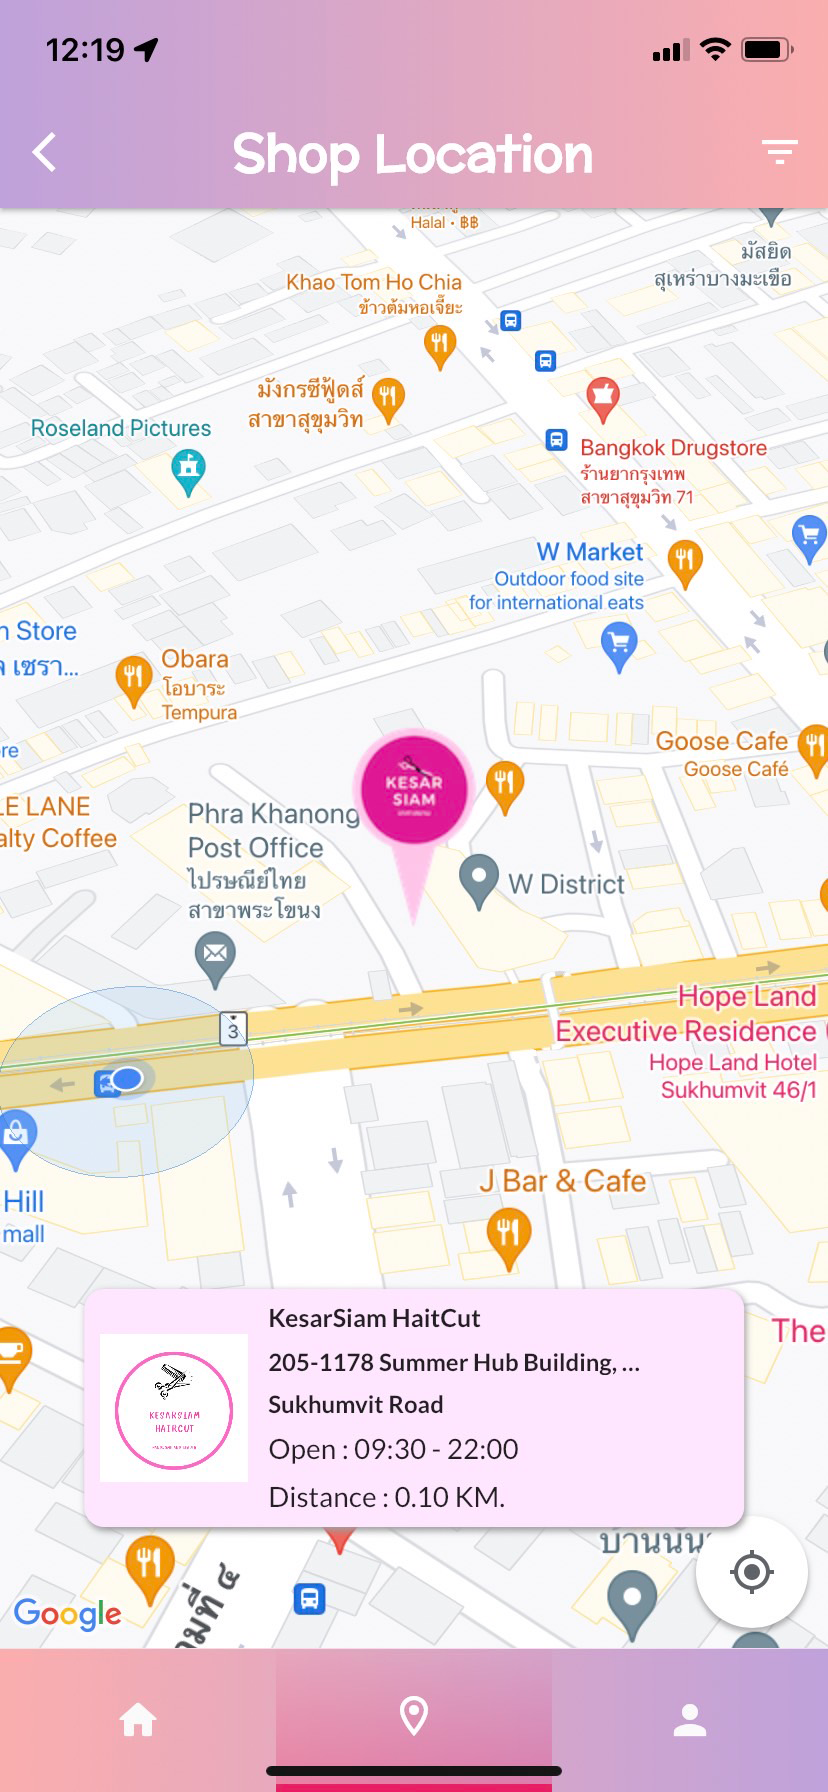 12:19
Shop Location
Halal • ฿฿
มัสยิด
สุเหร่าบางมะเขือ
Khao Tom Ho Chia
ข้าวต้มหอเจี๊ยะ
มังกรซีฟู้ดส์
สาขาสุขุมวิท
Roseland Pictures
Bangkok Drugstore
ร้านยากรุงเทพ
สาขาสุขุมวิท 71
W Market
Outdoor food site
for international eats
n Store
เซรา...
Obara
โอบาระ
Tempura
re
Goose Cafe
Goose Café
KESAR
SIAM
LE LANE
alty Coffee
Phra Khanong
Post Office
ไปรษณีย์ไทย
สาขาพระโขนง
W District
3
Hope Land
Executive Residence
Hope Land Hotel
Sukhumvit 46/1
Hill
mall
J Bar & Cafe
The
KesarSiam HaitCut
205-1178 Summer Hub Building, ...
Sukhumvit Road
Open : 09:30 - 22:00
Distance : 0.10 KM.
KESARSIAM
HAIRCUT
Google